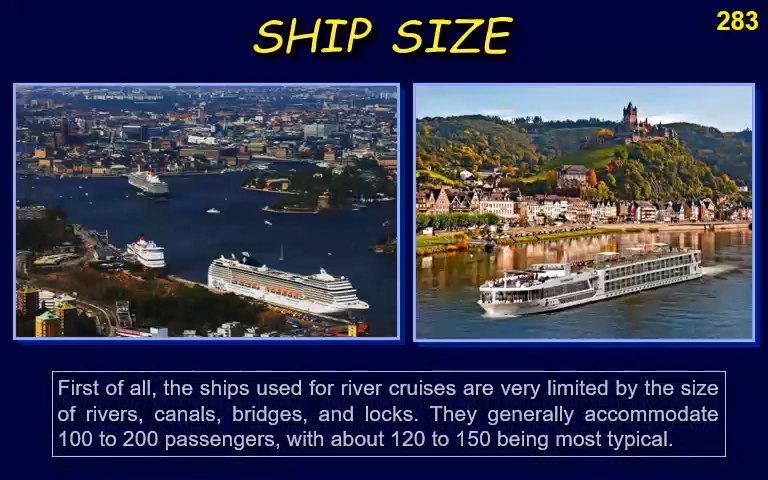 SHIP SIZE
283
First of all, the ships used for river cruises are very limited by the size
of rivers, canals, bridges, and locks. They generally accommodate
100 to 200 passengers, with about 120 to 150 being most typical.